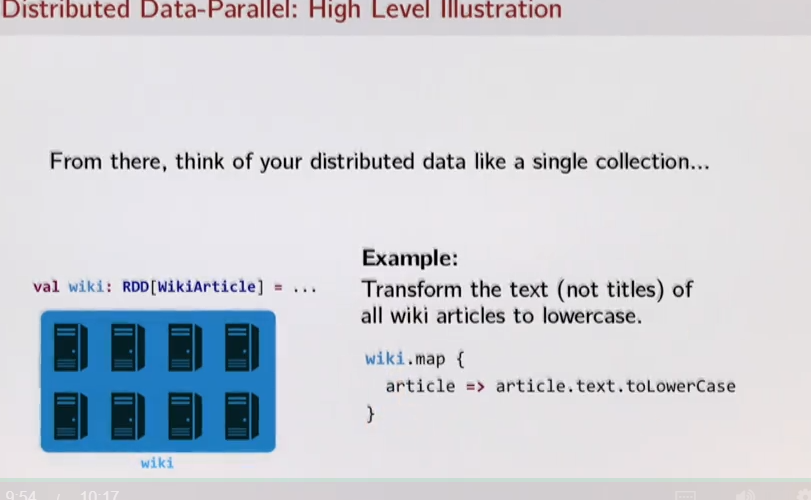 Distributed Data-Parallel: High Level Illustration
From there, think of your distributed data like a single collection...
val wiki: RDD[WikiArticle] = ...
wiki
Example:
Transform the text (not titles) of
all wiki articles to lowercase.
wiki.map {
article => article.text.toLowerCase
}
9:54 / 10:17